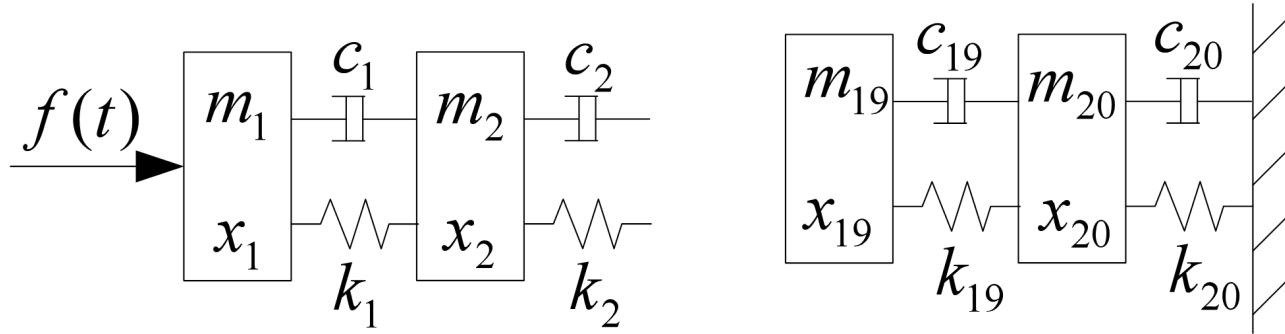 c₁ c₂ c₁₉ c₂₀
f(t) m₁ m₂ m₁₉ m₂₀
x₁ x₂ x₁₉ x₂₀
k₁ k₂ k₁₉ k₂₀